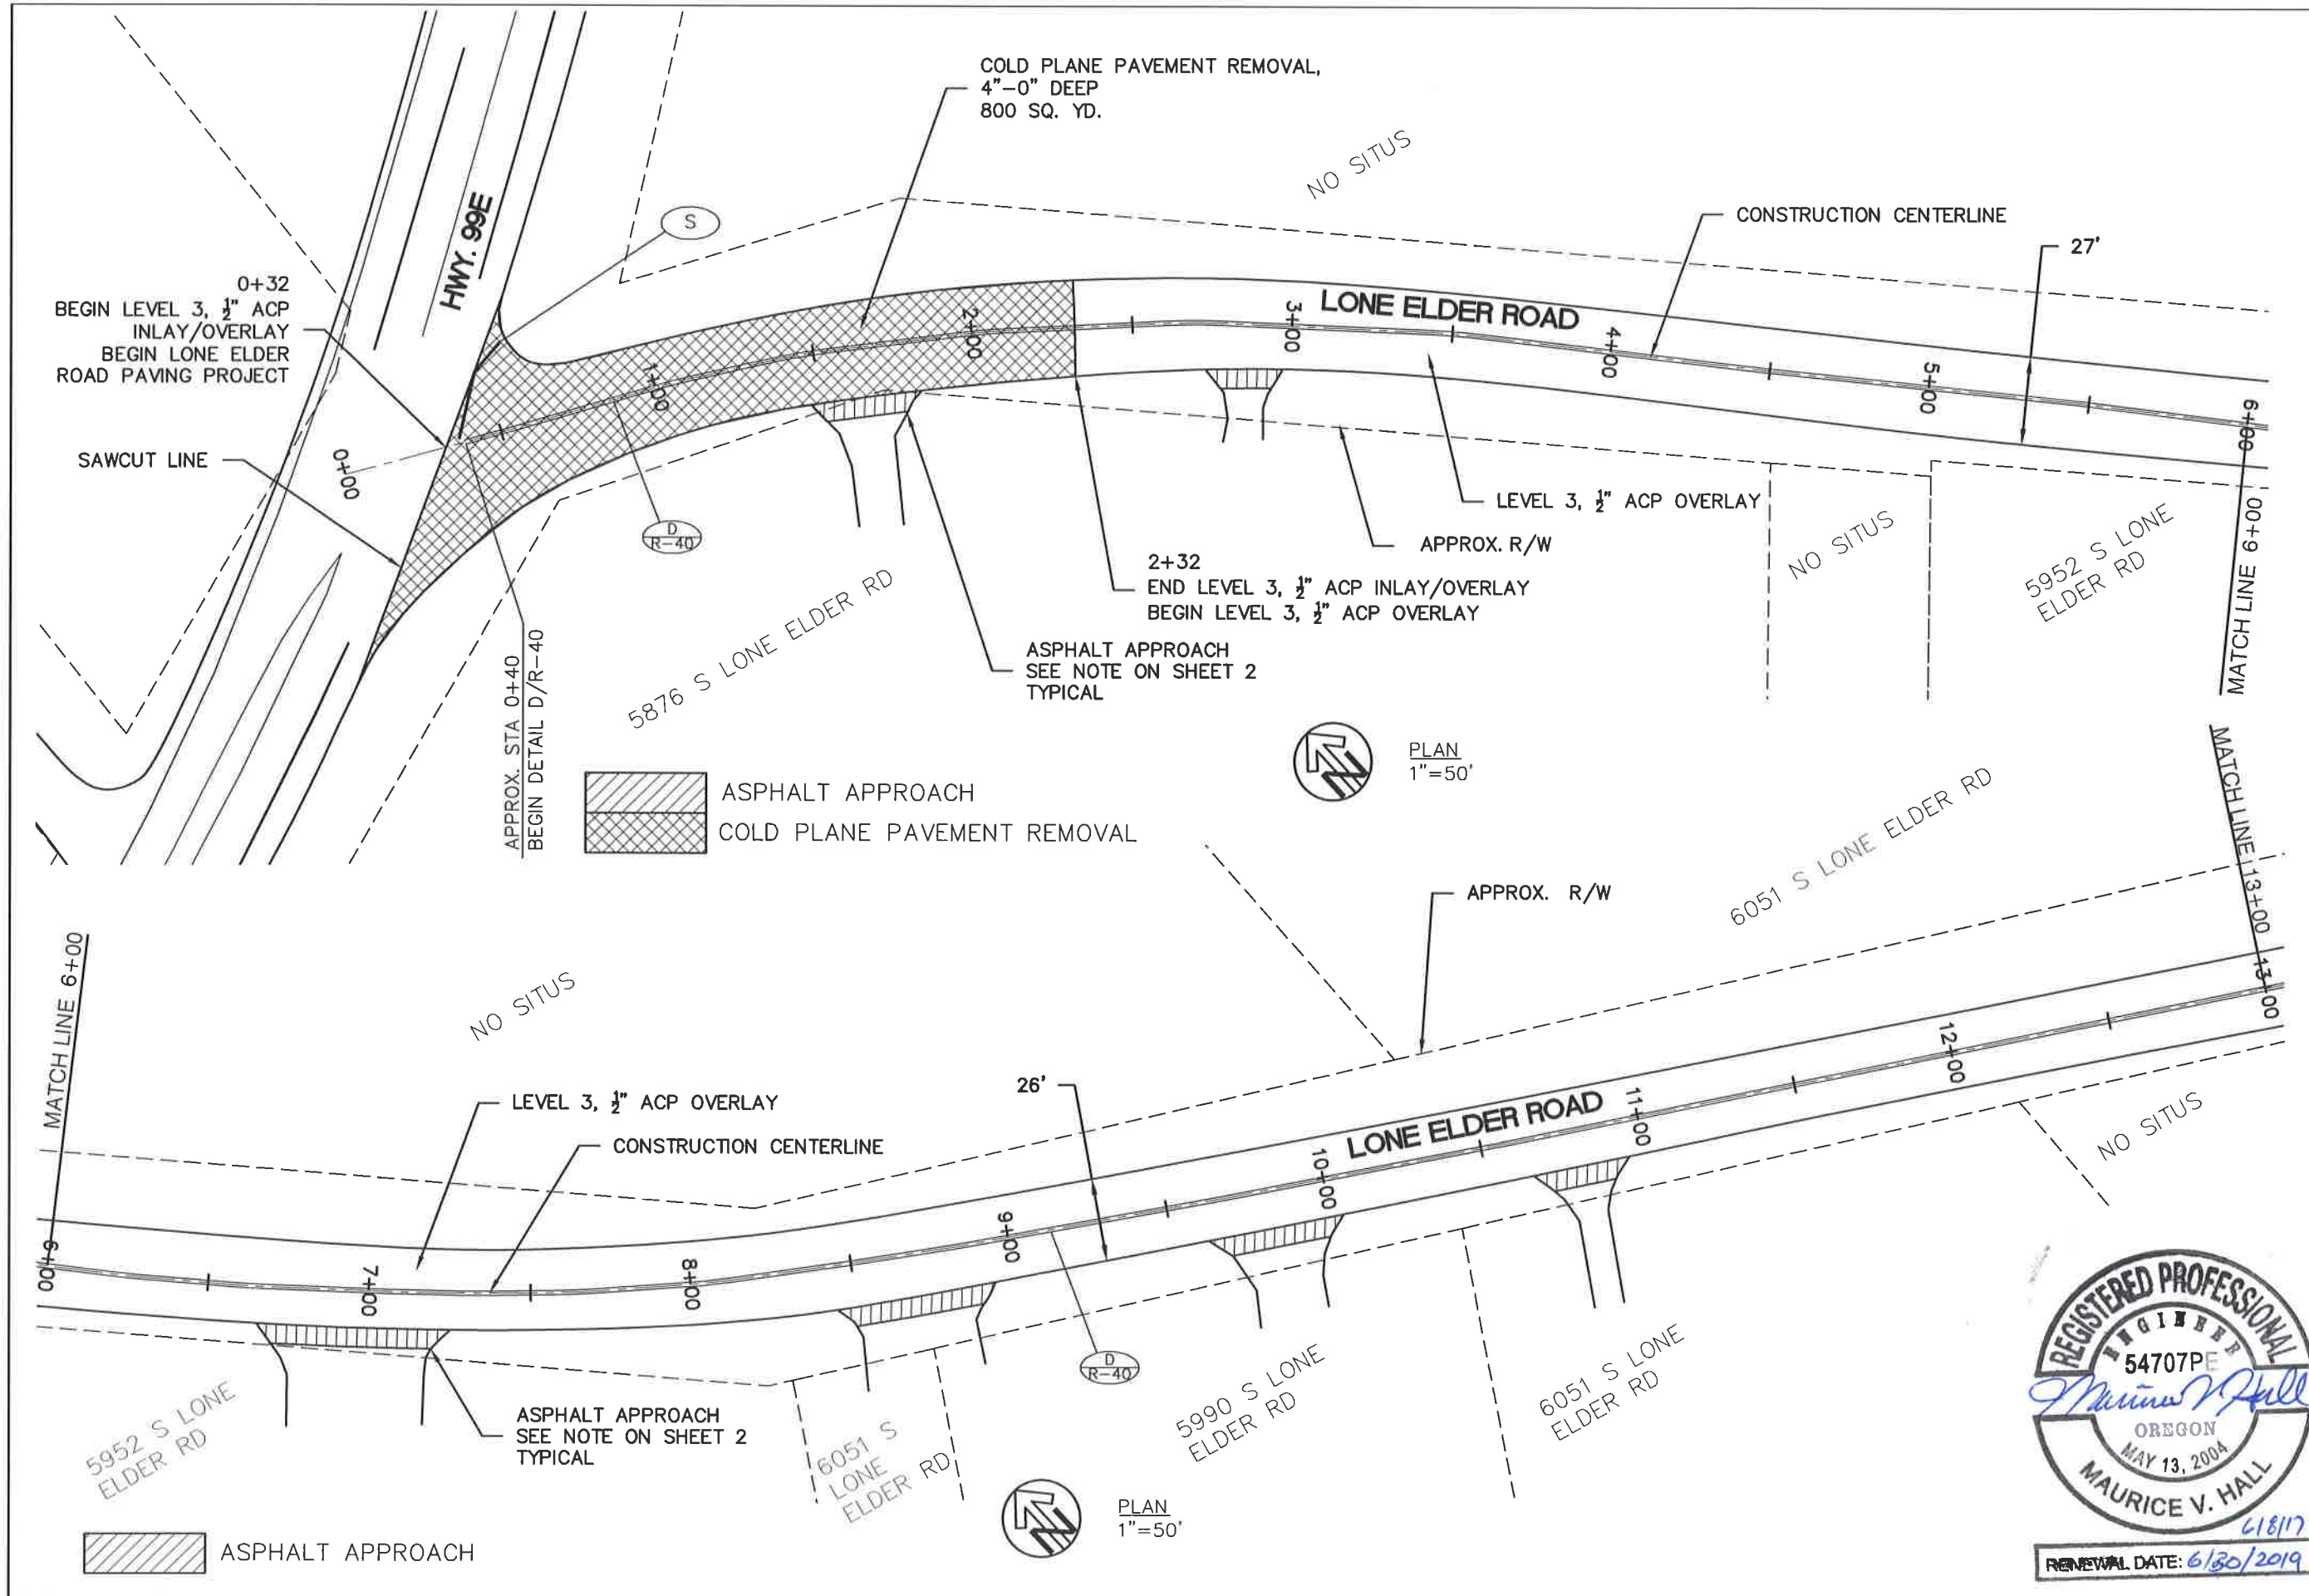 COLD PLANE PAVEMENT REMOVAL,
4"-0" DEEP
800 SQ. YD.
NO SITUS
CONSTRUCTION CENTERLINE
27'
S
HWY. 99E
0+32
BEGIN LEVEL 3, ½" ACP
INLAY/OVERLAY
BEGIN LONE ELDER
ROAD PAVING PROJECT
SAWCUT LINE
0+00
1+00
2+00
3+00
LONE ELDER ROAD
4+00
5+00
6+00
MATCH LINE 6+00
D
R-40
LEVEL 3, ½" ACP OVERLAY
APPROX. R/W
2+32
END LEVEL 3, ½" ACP INLAY/OVERLAY
BEGIN LEVEL 3, ½" ACP OVERLAY
NO SITUS
5952 S LONE
ELDER RD
ASPHALT APPROACH
SEE NOTE ON SHEET 2
TYPICAL
5876 S LONE ELDER RD
APPROX. STA 0+40
BEGIN DETAIL D/R-40
PLAN
1"=50'
ASPHALT APPROACH
COLD PLANE PAVEMENT REMOVAL
MATCH LINE 13+00
6051 S LONE ELDER RD
APPROX. R/W
MATCH LINE 6+00
NO SITUS
LEVEL 3, ½" ACP OVERLAY
CONSTRUCTION CENTERLINE
26'
LONE ELDER ROAD
6+00
7+00
8+00
9+00
10+00
11+00
12+00
13+00
NO SITUS
D
R-40
5952 S LONE
ELDER RD
ASPHALT APPROACH
SEE NOTE ON SHEET 2
TYPICAL
6051 S
LONE
ELDER RD
5990 S LONE
ELDER RD
6051 S LONE
ELDER RD
PLAN
1"=50'
ASPHALT APPROACH
REGISTERED PROFESSIONAL
ENGINEER
54707PE
OREGON
MAY 13, 2004
MAURICE V. HALL
6/8/17
RENEWAL DATE: 6/30/2019